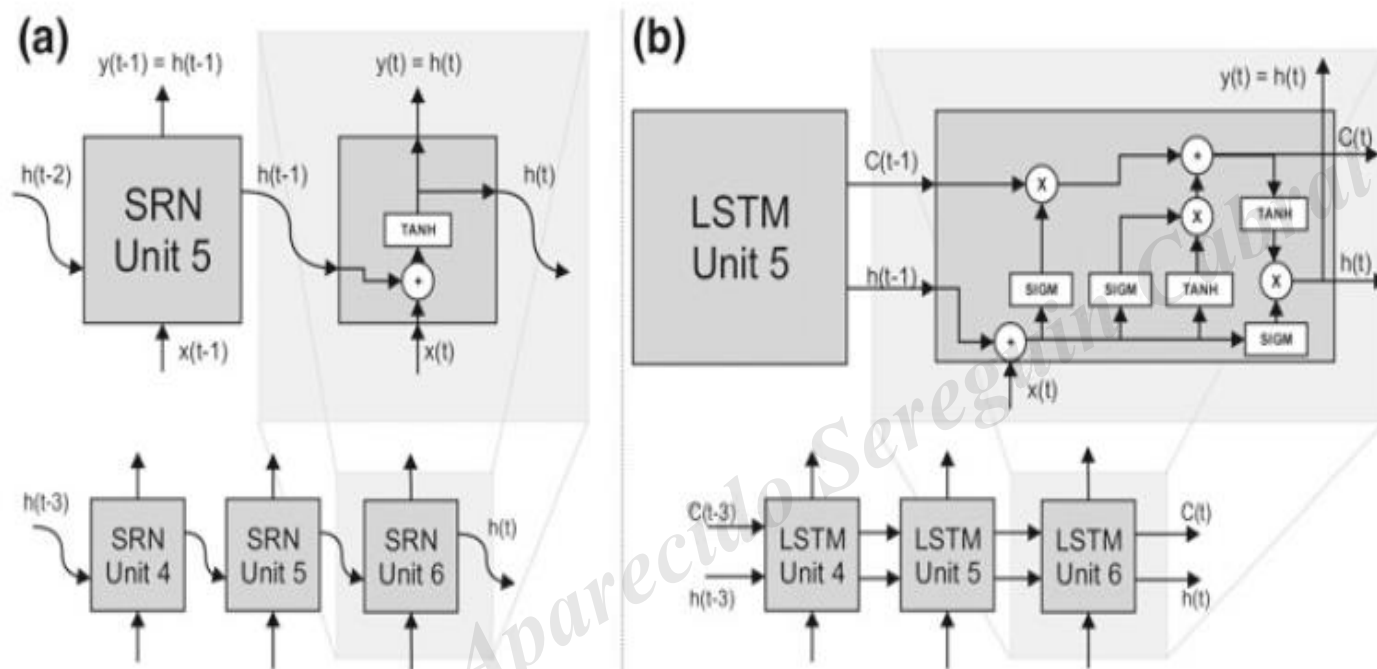 (a)
y(t-1) = h(t-1)
y(t) = h(t)
h(t-2)
SRN
Unit 5
h(t-1)
TANH
+
h(t)
x(t-1)
x(t)
h(t-3)
SRN
Unit 4
SRN
Unit 5
SRN
Unit 6
h(t)
(b)
y(t) = h(t)
LSTM
Unit 5
C(t-1)
h(t-1)
X
+
C(t)
X
TANH
SIGM
SIGM
TANH
X
h(t)
+
SIGM
x(t)
C(t-3)
h(t-3)
LSTM
Unit 4
LSTM
Unit 5
LSTM
Unit 6
C(t)
h(t)
Aparecido Seregain Cabral